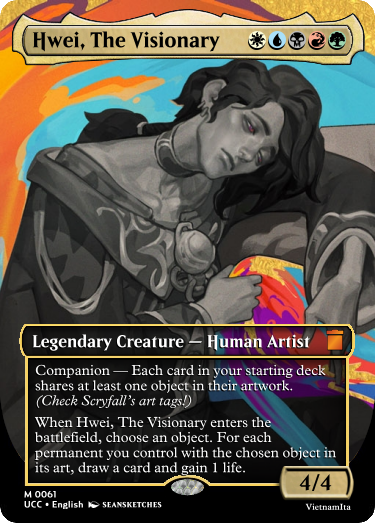 Hwei, The Visionary
Legendary Creature — Human Artist
Companion — Each card in your starting deck
shares at least one object in their artwork.
(Check Scryfall's art tags!)
When Hwei, The Visionary enters the
battlefield, choose an object. For each
permanent you control with the chosen object in
its art, draw a card and gain 1 life.
4/4
M 0061
UCC • English SEANSKETCHES
VietnamIta